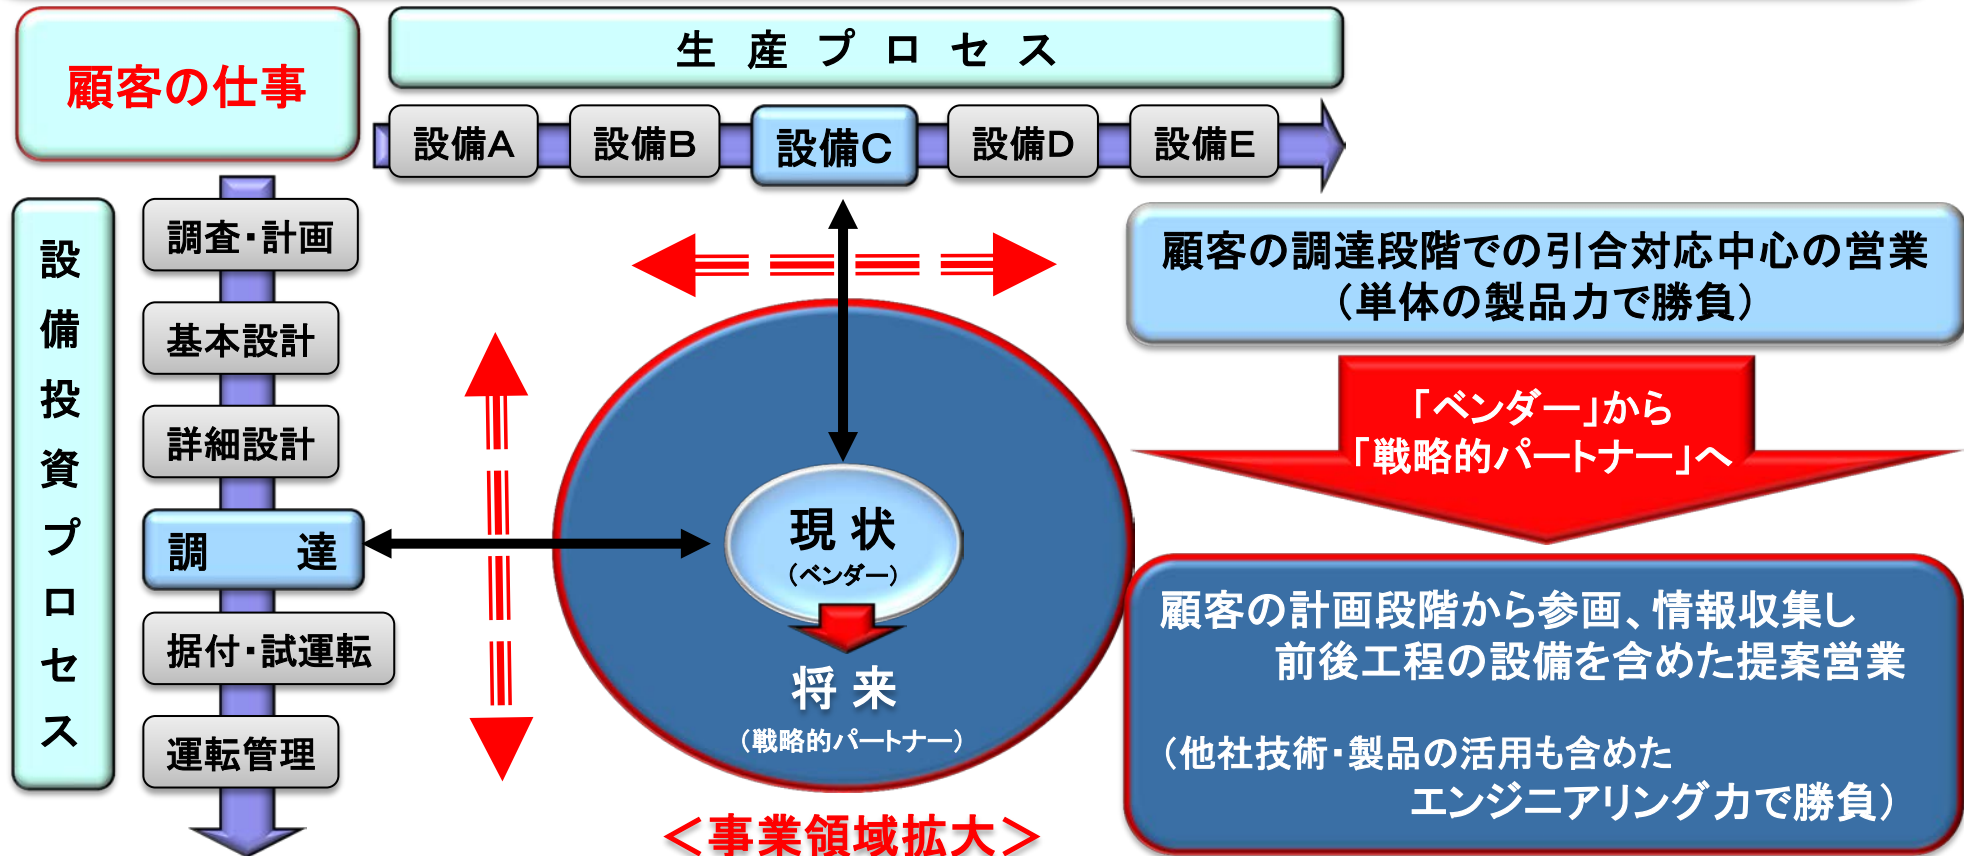 顧客の仕事
生産プロセス
設備A
設備B
設備C
設備D
設備E
設備投資プロセス
調査・計画
基本設計
詳細設計
調達
据付・試運転
運転管理
現状
（ベンダー）
将来
（戦略的パートナー）
＜事業領域拡大＞
顧客の調達段階での引合対応中心の営業
（単体の製品力で勝負）
「ベンダー」から
「戦略的パートナー」へ
顧客の計画段階から参画、情報収集し
前後工程の設備を含めた提案営業
（他社技術・製品の活用も含めた
エンジニアリング力で勝負）